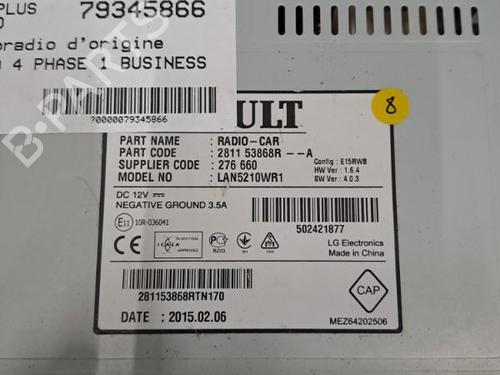 PLUS 79345866
oradio d'origine
4 PHASE 1 BUSINESS
?0000079345866
ULT
8
PART NAME : RADIO-CAR
PART CODE : 2811 53868R --A
SUPPLIER CODE : 276 660
MODEL NO : LAN5210WR1
Contig : E15RWB
HW Ver : 1.6.4
SW Ver : 4.0.3
DC 12V
NEGATIVE GROUND 3.5A
E11 10R-036041
502421877
LG Electronics
Made in China
281153868RTN170
DATE : 2015.02.06
CAP
MEZ64202506